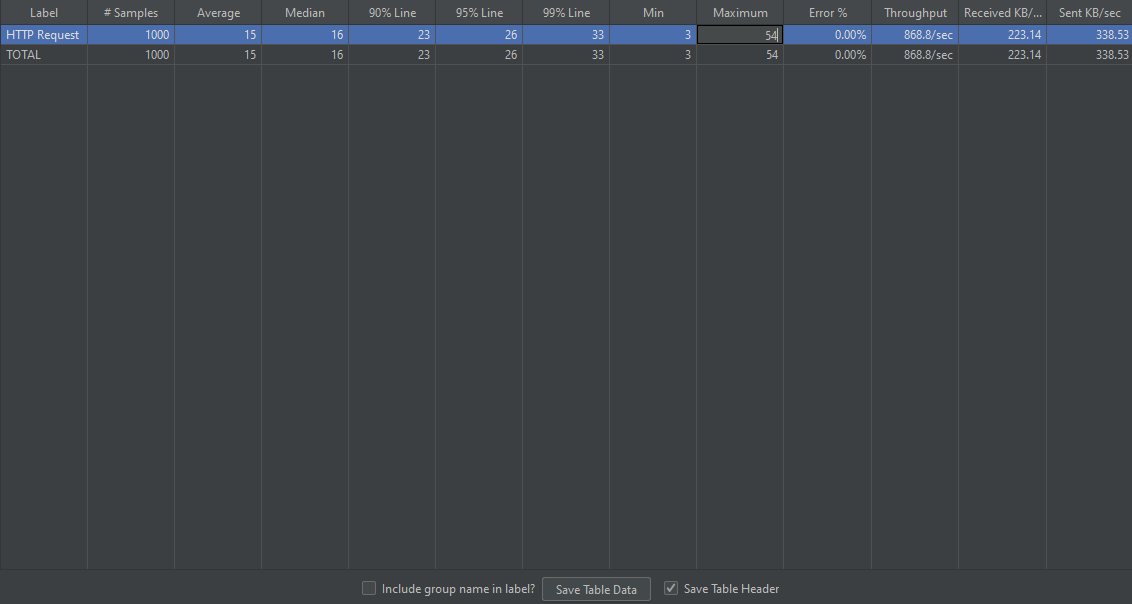 Label # Samples Average Median 90% Line 95% Line 99% Line Min Maximum Error % Throughput Received KB/... Sent KB/sec
HTTP Request 1000 15 16 23 26 33 3 54 0.00% 868.8/sec 223.14 338.53
TOTAL 1000 15 16 23 26 33 3 54 0.00% 868.8/sec 223.14 338.53
Include group name in label? Save Table Data Save Table Header